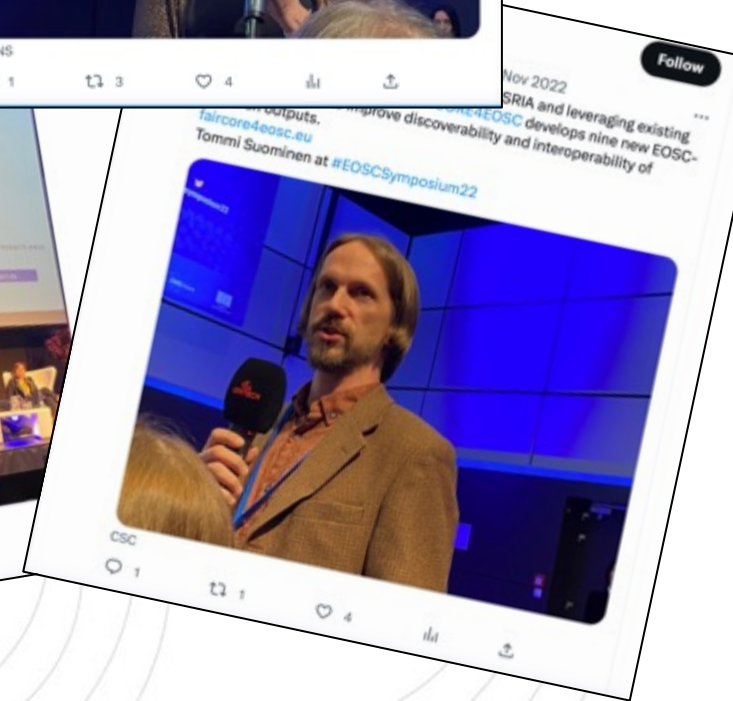 NS
1 3 4
Follow
Nov 2022
SRIA and leveraging existing
CORE4EOSC develops nine new EOSC-
outputs. improve discoverability and interoperability of
faircore4eosc.eu
Tommi Suominen at #EOSCSymposium22
CSC
1 1 4